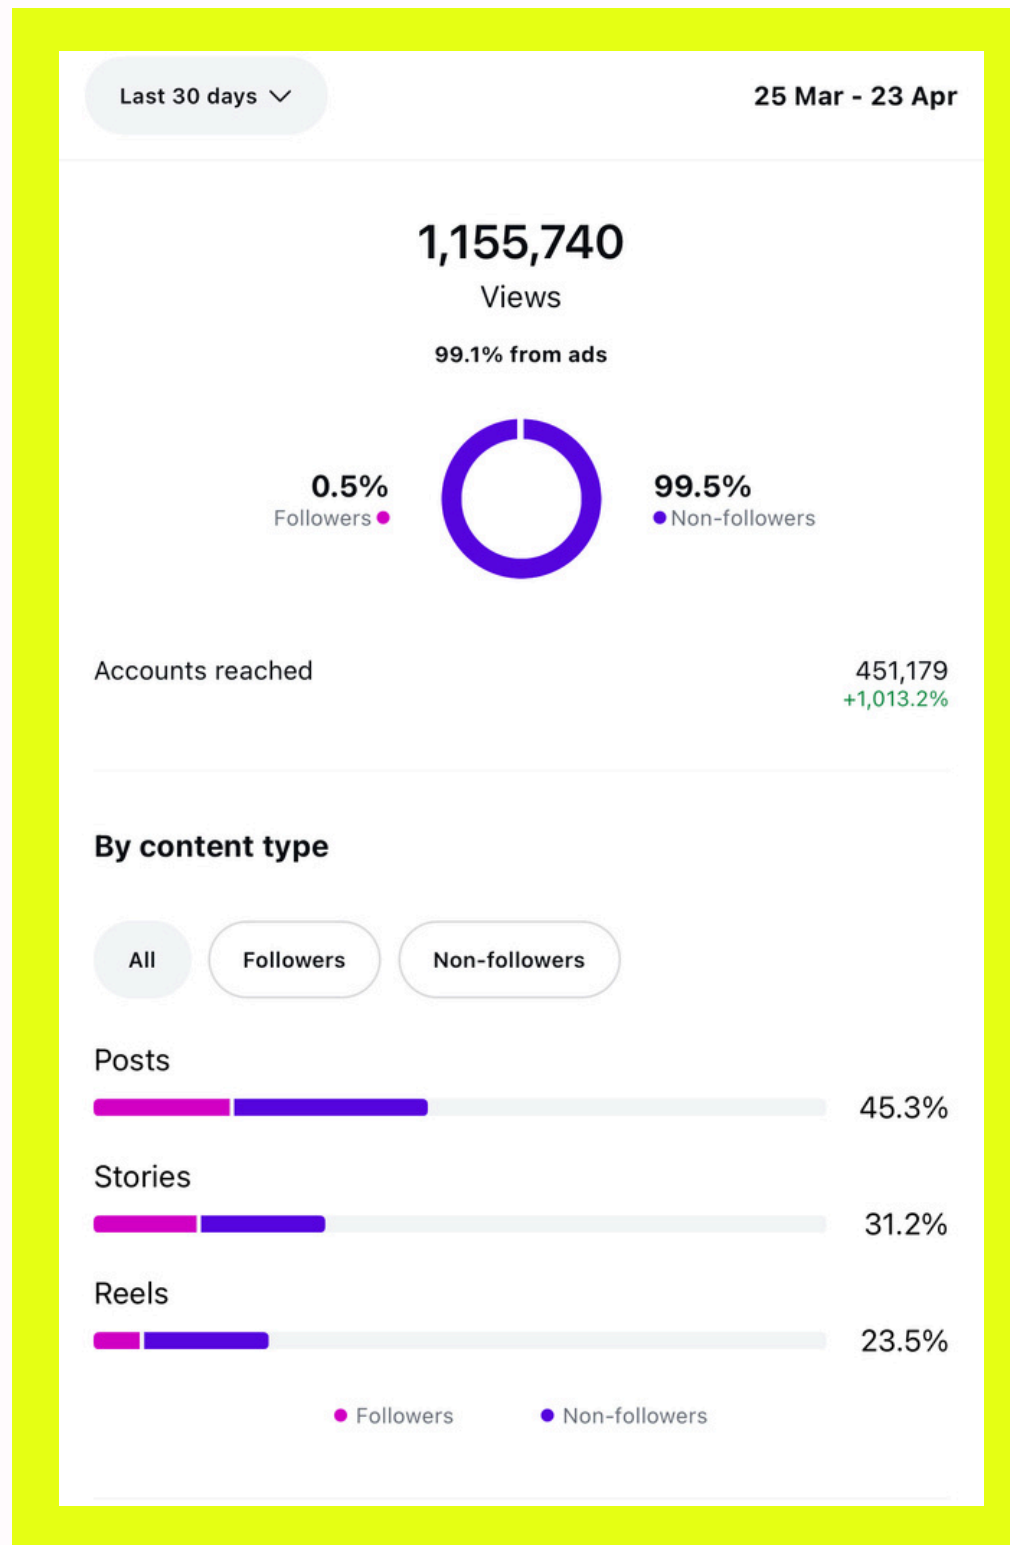 Last 30 days
25 Mar - 23 Apr
1,155,740
Views
99.1% from ads
0.5%
Followers
99.5%
Non-followers
Accounts reached
451,179
+1,013.2%
By content type
All
Followers
Non-followers
Posts
45.3%
Stories
31.2%
Reels
23.5%
Followers
Non-followers